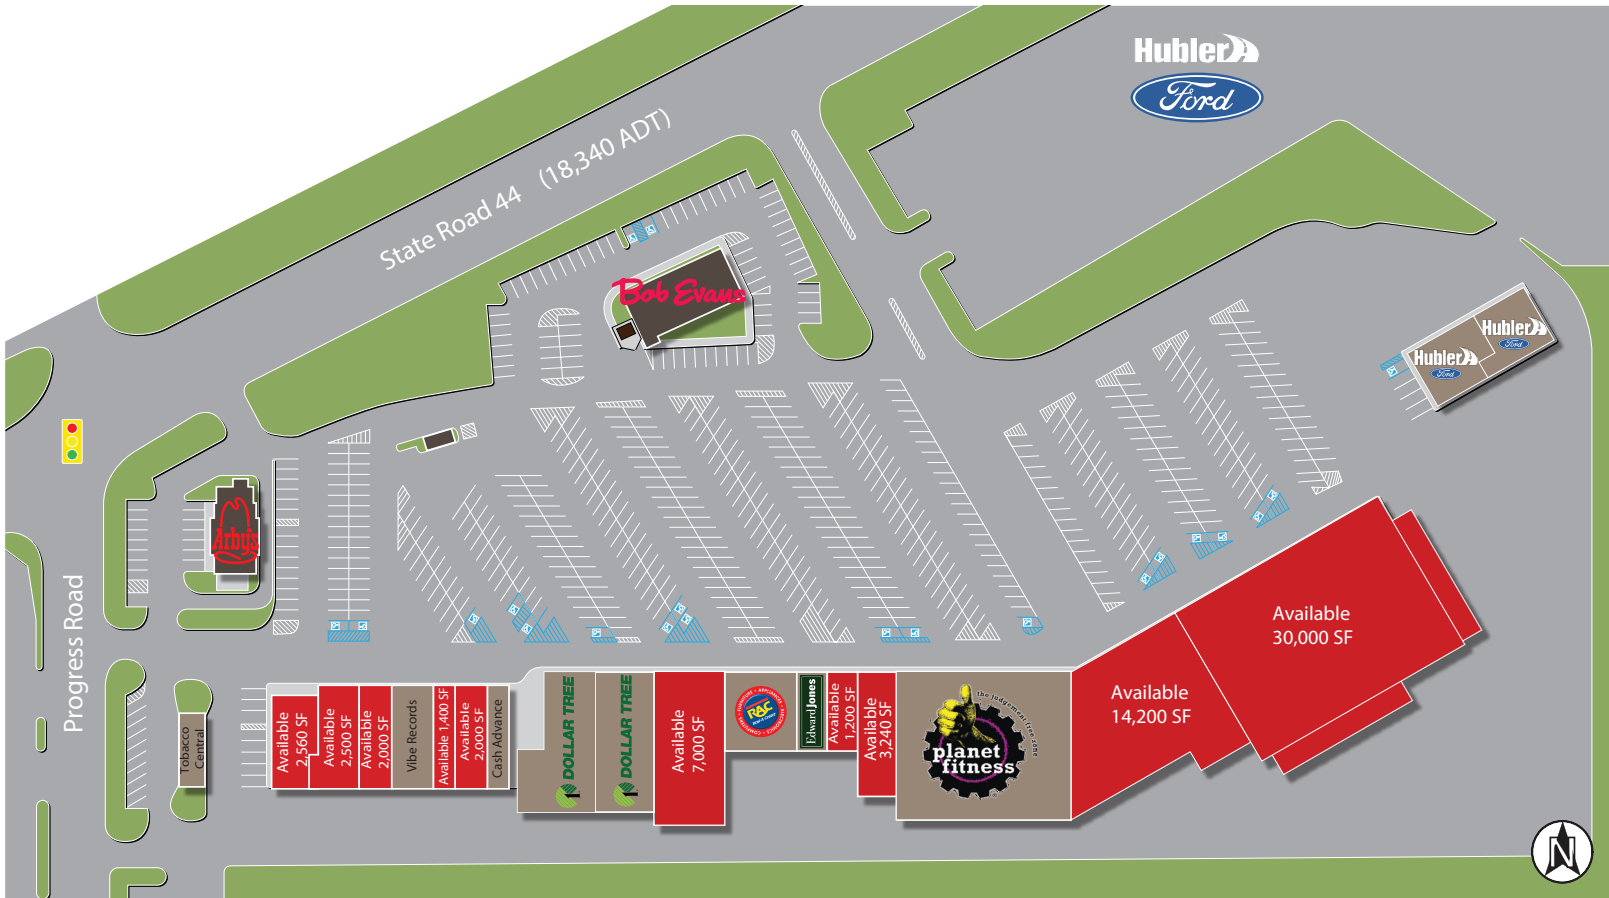 Hubler
Ford
State Road 44 (18,340 ADT)
Bob Evans
Hubler
Ford
Hubler
Ford
Arby's
Progress Road
Available
30,000 SF
Available
14,200 SF
Tobacco
Central
Available
2,560 SF
Available
2,500 SF
Available
2,000 SF
Vibe Records
Available 1,400 SF
Available
2,000 SF
Cash Advance
DOLLAR TREE
DOLLAR TREE
Available
7,000 SF
RAC
Edward Jones
Available
1,200 SF
Available
3,240 SF
the judgement free zone
planet
fitness
N